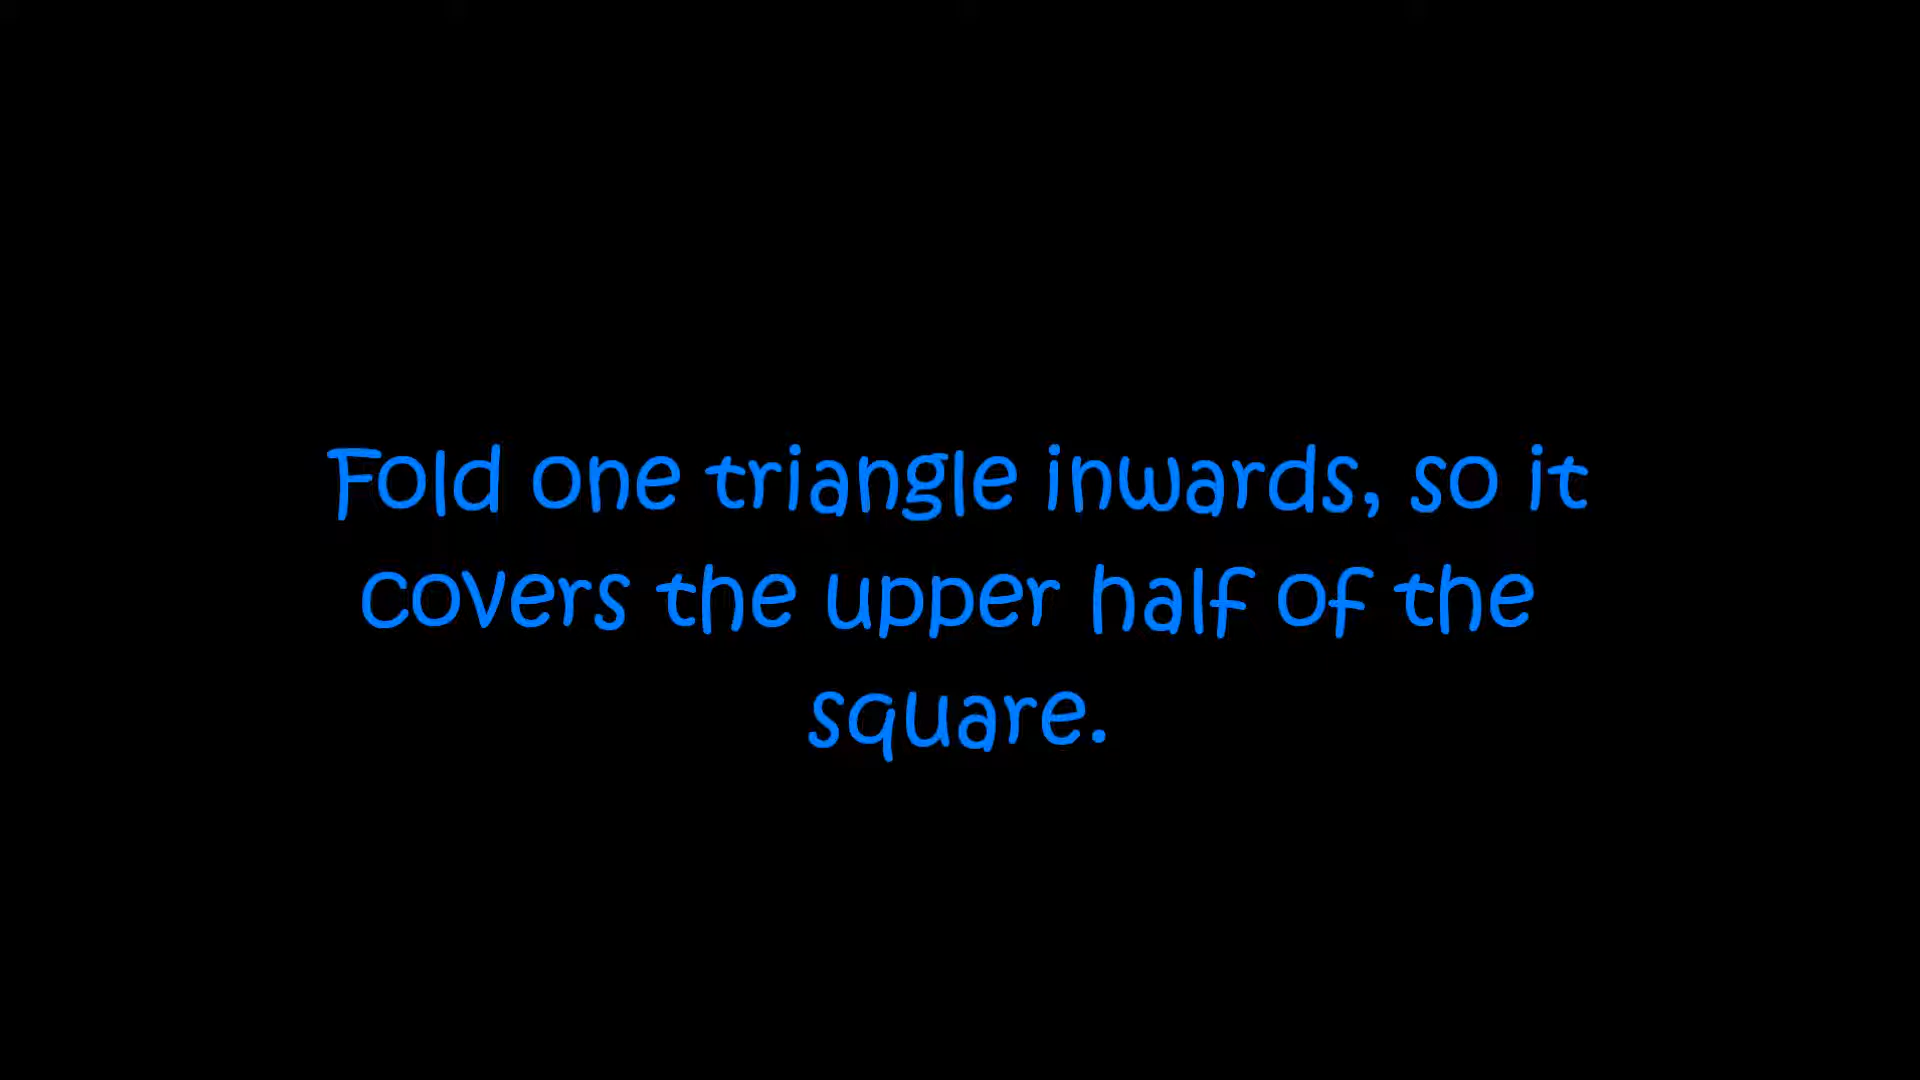 Fold one triangle inwards, so it
covers the upper half of the
square.